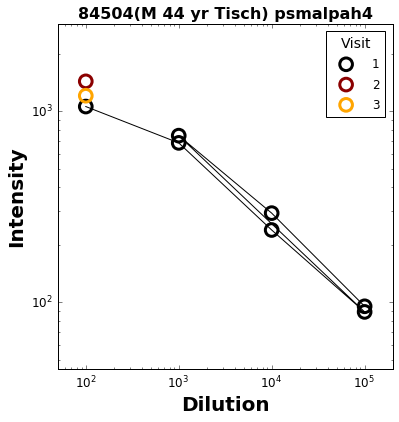 84504(M 44 yr Tisch) psmalpah4
Visit
1
2
3
Intensity
10³
10²
10² 10³ 10⁴ 10⁵
Dilution